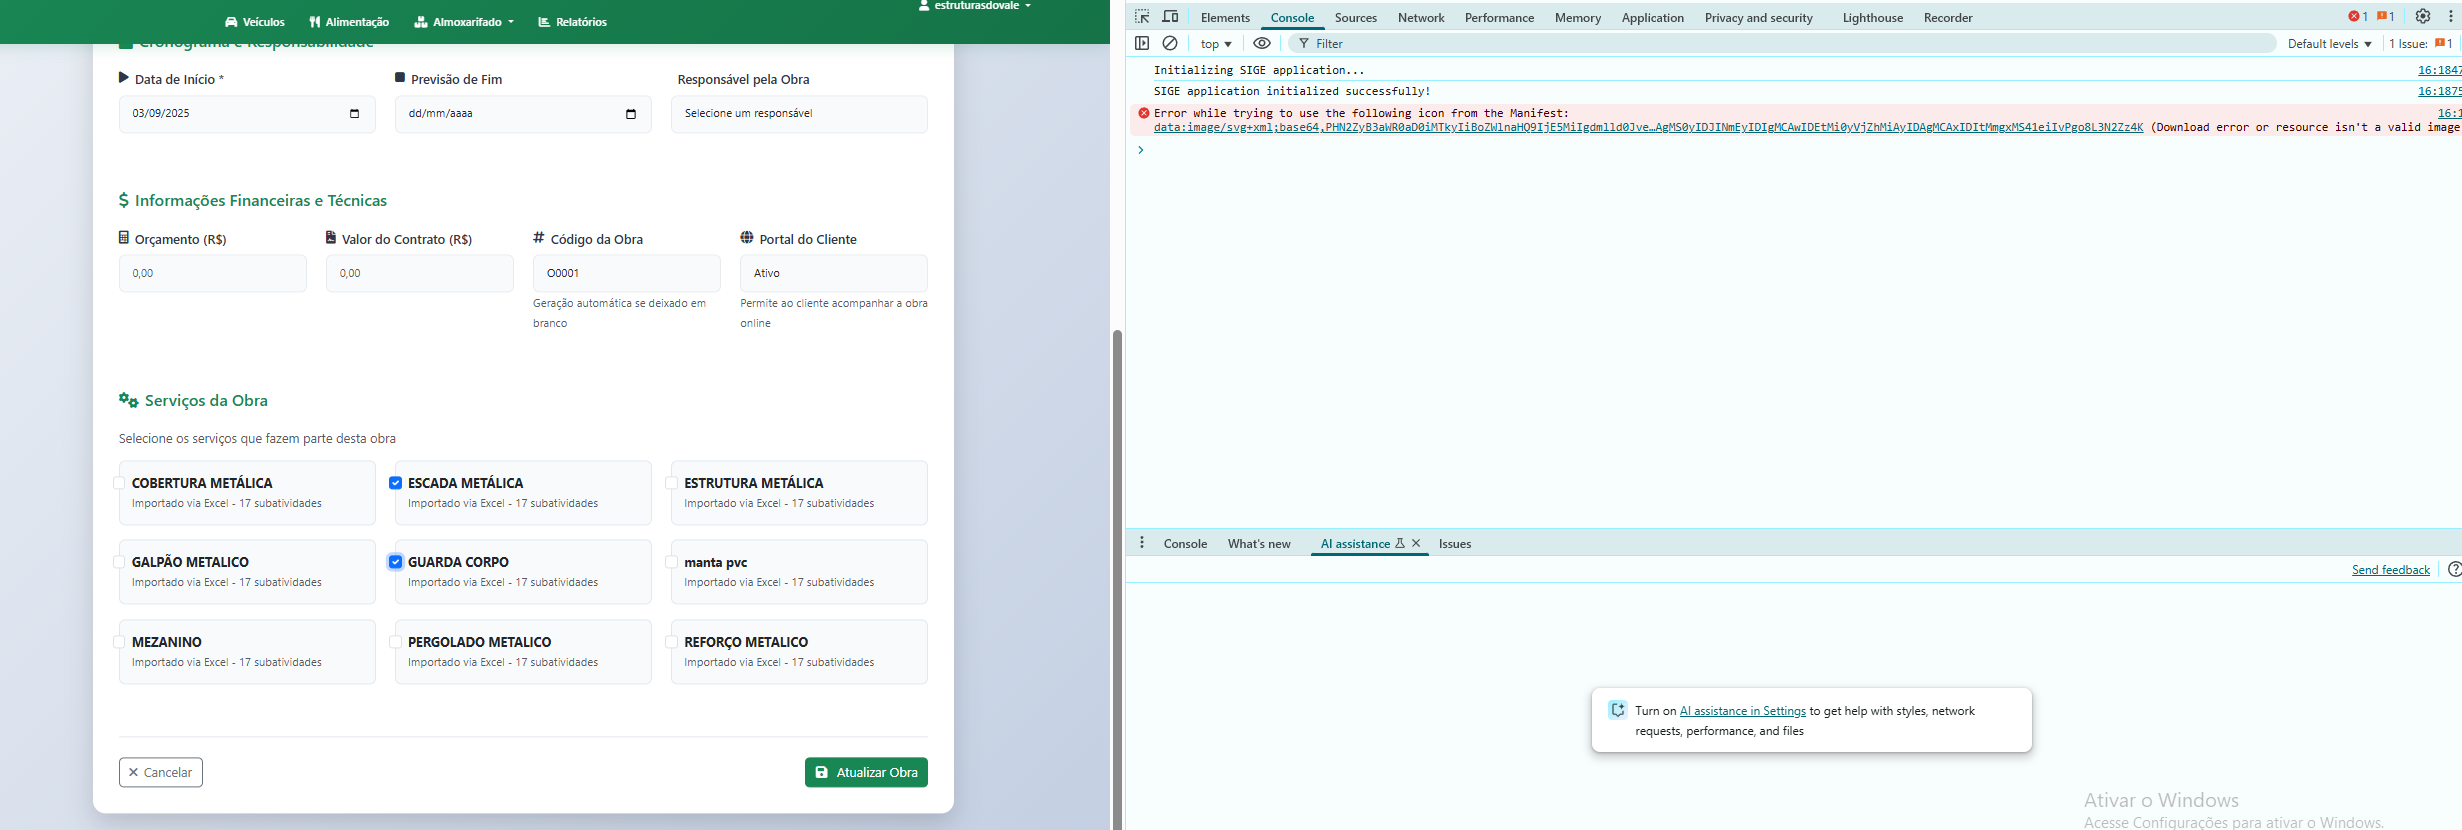 estruturasdovale
Veículos Alimentação Almoxarifado Relatórios
Cronograma e Responsabilidade
Data de Início * Previsão de Fim Responsável pela Obra
03/09/2025 dd/mm/aaaa Selecione um responsável
$ Informações Financeiras e Técnicas
Orçamento (R$) Valor do Contrato (R$) # Código da Obra Portal do Cliente
0,00 0,00 O0001 Ativo
Geração automática se deixado em branco
Permite ao cliente acompanhar a obra online
Serviços da Obra
Selecione os serviços que fazem parte desta obra
COBERTURA METÁLICA ESCADA METÁLICA ESTRUTURA METÁLICA
Importado via Excel - 17 subatividades Importado via Excel - 17 subatividades Importado via Excel - 17 subatividades
GALPÃO METALICO GUARDA CORPO manta pvc
Importado via Excel - 17 subatividades Importado via Excel - 17 subatividades Importado via Excel - 17 subatividades
MEZANINO PERGOLADO METALICO REFORÇO METALICO
Importado via Excel - 17 subatividades Importado via Excel - 17 subatividades Importado via Excel - 17 subatividades
Cancelar Atualizar Obra
Elements Console Sources Network Performance Memory Application Privacy and security Lighthouse Recorder 1 1
top Filter Default levels 1 Issue: 1
Initializing SIGE application... 16:1847
SIGE application initialized successfully! 16:1875
Error while trying to use the following icon from the Manifest: 16:1
data:image/svg+xml;base64,PHN2ZyB3aWR0aD0iMTkyIiBoZWlnaHQ9IjE5MiIgdmlld0Jve…AgMS0yIDJINmEyIDIgMCAwIDEtMi0yVjZhMiAyIDAgMCAxIDItMmgxMS41eiIvPgo8L3N2Zz4K (Download error or resource isn't a valid image
Console What's new AI assistance Issues
Send feedback
Turn on AI assistance in Settings to get help with styles, network
requests, performance, and files
Ativar o Windows
Acesse Configurações para ativar o Windows.